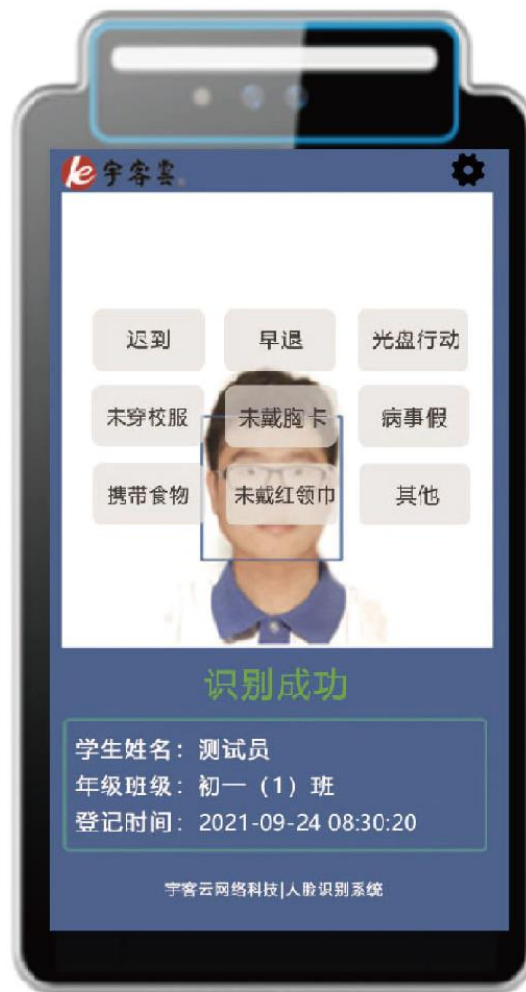 宇客雲
迟到 早退 光盘行动
未穿校服 未戴胸卡 病事假
携带食物 未戴红领巾 其他
识别成功
学生姓名：测试员
年级班级：初一（1）班
登记时间：2021-09-24 08:30:20
宇客云网络科技|人脸识别系统